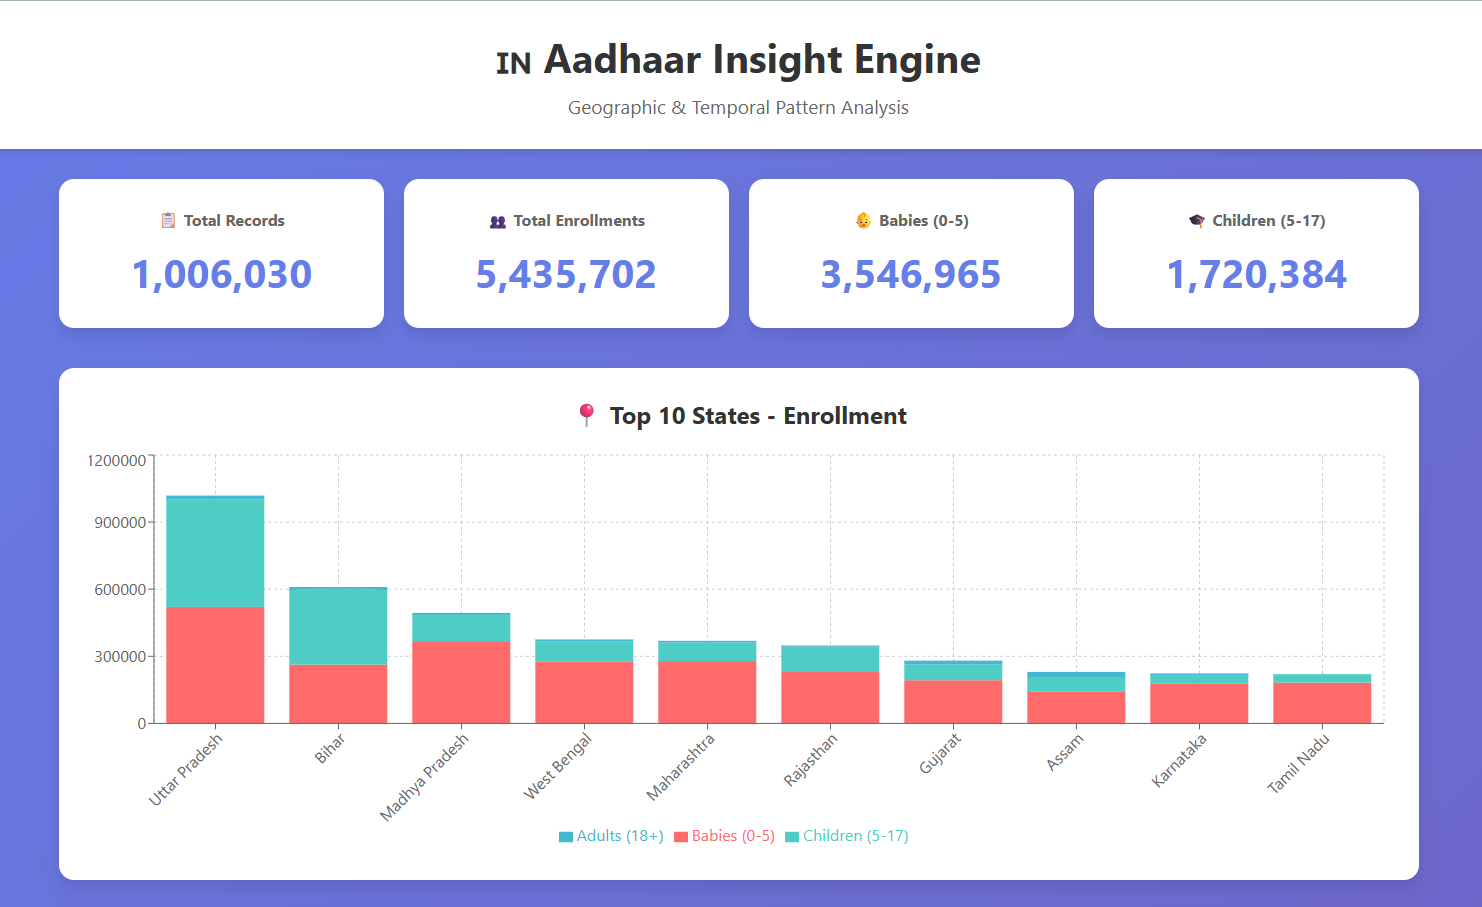 IN Aadhaar Insight Engine
Geographic & Temporal Pattern Analysis
📋 Total Records
1,006,030
👥 Total Enrollments
5,435,702
👶 Babies (0-5)
3,546,965
🎓 Children (5-17)
1,720,384
📍 Top 10 States - Enrollment
1200000
900000
600000
300000
0
Uttar Pradesh
Bihar
Madhya Pradesh
West Bengal
Maharashtra
Rajasthan
Gujarat
Assam
Karnataka
Tamil Nadu
Adults (18+) Babies (0-5) Children (5-17)